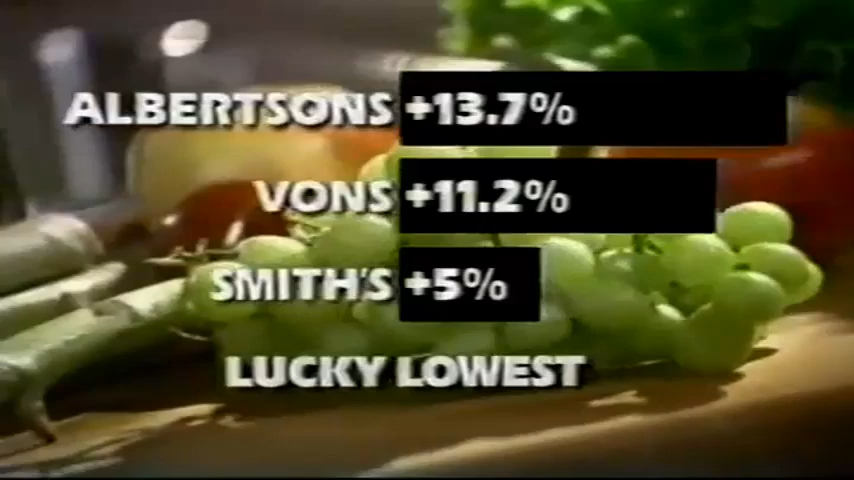 ALBERTSONS +13.7%
VONS +11.2%
SMITH'S +5%
LUCKY LOWEST